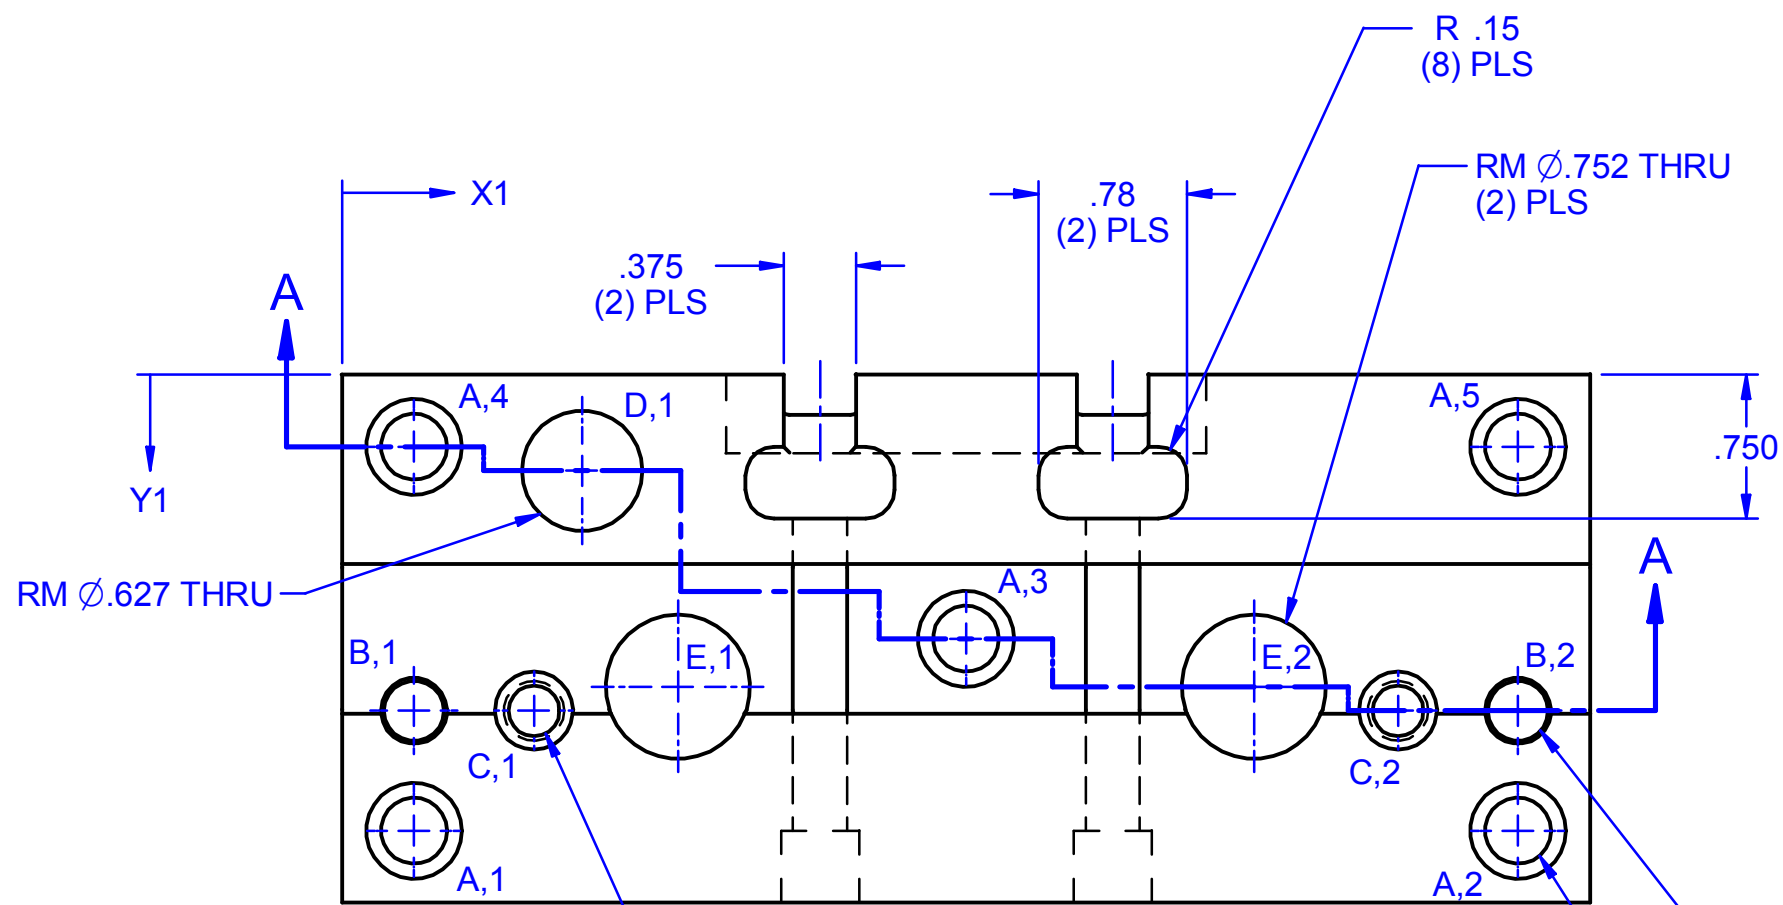 R .15
(8) PLS
RM ∅.752 THRU
(2) PLS
X1
.78
(2) PLS
.375
(2) PLS
A
A,4
D,1
A,5
.750
Y1
A
RM ∅.627 THRU
A,3
B,1
E,1
E,2
B,2
C,1
C,2
A,1
A,2